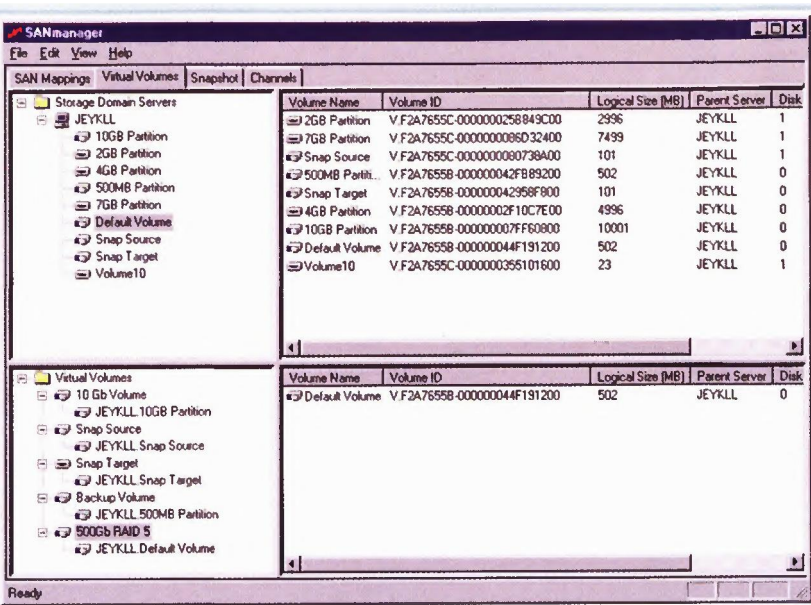 SANmanager
File Edit View Help
SAN Mappings Virtual Volumes Snapshot Channels
Storage Domain Servers
JEYKLL
10GB Partition
2GB Partition
4GB Partition
500MB Partition
7GB Partition
Default Volume
Snap Source
Snap Target
Volume10
Volume Name Volume ID Logical Size (MB) Parent Server Disk
2GB Partition V.F2A7655C-0000000258849C00 2996 JEYKLL 1
7GB Partition V.F2A7655C-0000000086D32400 7499 JEYKLL 1
Snap Source V.F2A7655C-0000000080738A00 101 JEYKLL 1
500MB Partiti... V.F2A7655B-000000042FB89200 502 JEYKLL 0
Snap Target V.F2A7655B-000000042958F800 101 JEYKLL 0
4GB Partition V.F2A7655B-00000002F10C7E00 4996 JEYKLL 0
10GB Partition V.F2A7655B-000000007FF60800 10001 JEYKLL 0
Default Volume V.F2A7655B-000000044F191200 502 JEYKLL 0
Volume10 V.F2A7655C-0000000355101600 23 JEYKLL 1
Virtual Volumes
10 Gb Volume
JEYKLL.10GB Partition
Snap Source
JEYKLL.Snap Source
Snap Target
JEYKLL.Snap Target
Backup Volume
JEYKLL.500MB Partition
500Gb RAID 5
JEYKLL.Default Volume
Volume Name Volume ID Logical Size (MB) Parent Server Disk
Default Volume V.F2A7655B-000000044F191200 502 JEYKLL 0
Ready